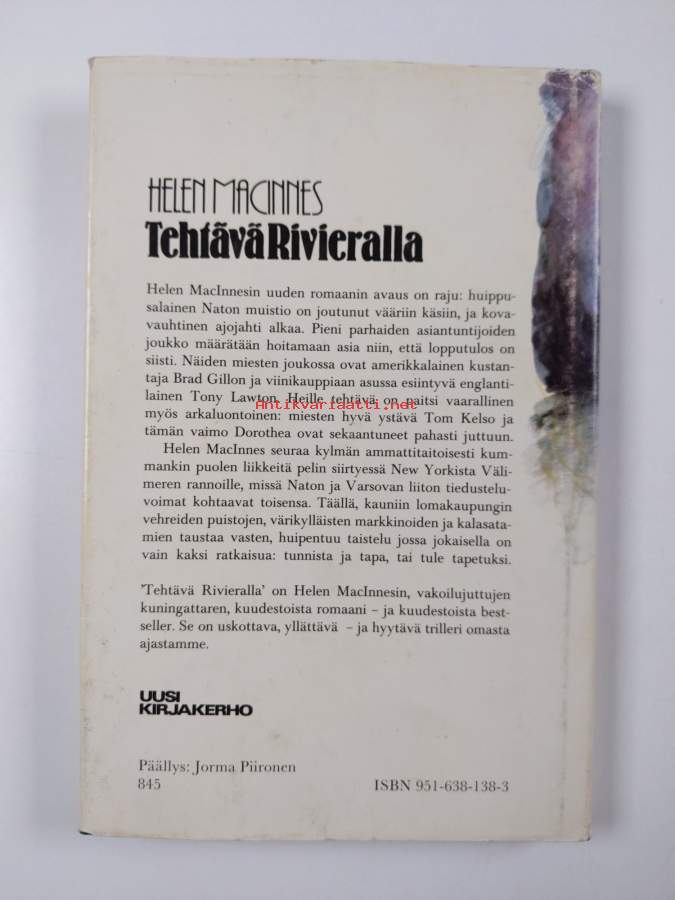 HELEN MACINNES
Tehtävä Rivieralla
Helen MacInnesin uuden romaanin avaus on raju: huippu-
salainen Naton muistio on joutunut vääriin käsiin, ja kova-
vauhtinen ajojahti alkaa. Pieni parhaiden asiantuntijoiden
joukko määrätään hoitamaan asia niin, että lopputulos on
siisti. Näiden miesten joukossa ovat amerikkalainen kustan-
taja Brad Gillon ja viinikauppiaan asussa esiintyvä englanti-
lainen Tony Lawton. Heille tehtävä on paitsi vaarallinen
Antikvariaatti.net
myös arkaluontoinen: miesten hyvä ystävä Tom Kelso ja
tämän vaimo Dorothea ovat sekaantuneet pahasti juttuun.
Helen MacInnes seuraa kylmän ammattitaitoisesti kum-
mankin puolen liikkeitä pelin siirtyessä New Yorkista Väli-
meren rannoille, missä Naton ja Varsovan liiton tiedustelu-
voimat kohtaavat toisensa. Täällä, kauniin lomakaupungin
vehreiden puistojen, värikylläisten markkinoiden ja kalasata-
mien taustaa vasten, huipentuu taistelu jossa jokaisella on
vain kaksi ratkaisua: tunnista ja tapa, tai tule tapetuksi.
'Tehtävä Rivieralla' on Helen MacInnesin, vakoilujuttujen
kuningattaren, kuudestoista romaani – ja kuudestoista best-
seller. Se on uskottava, yllättävä – ja hyytävä trilleri omasta
ajastamme.
UUSI
KIRJAKERHO
Päällys: Jorma Piironen
845
ISBN 951-638-138-3